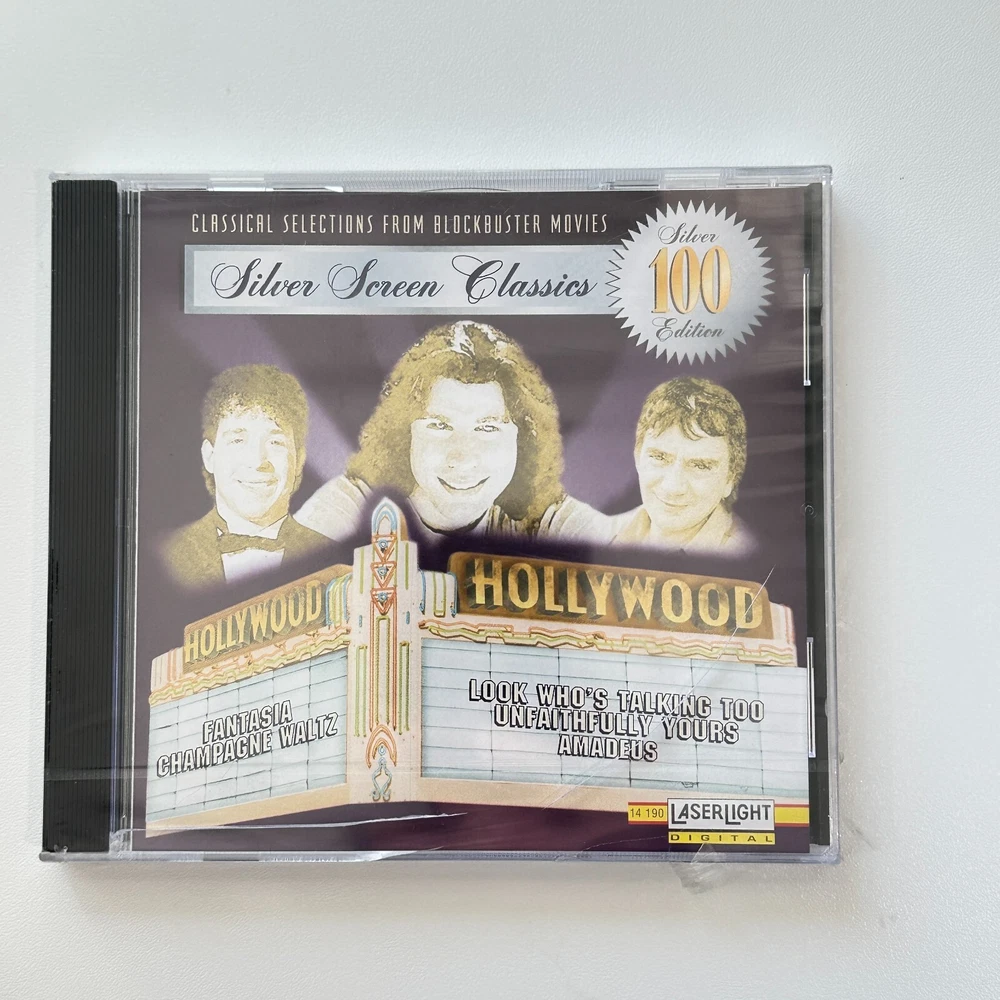 CLASSICAL SELECTIONS FROM BLOCKBUSTER MOVIES
Silver Screen Classics
Silver
100
Edition
HOLLYWOOD
HOLLYWOOD
FANTASIA
CHAMPAGNE WALTZ
LOOK WHO'S TALKING TOO
UNFAITHFULLY YOURS
AMADEUS
14 190
LASERLIGHT
DIGITAL